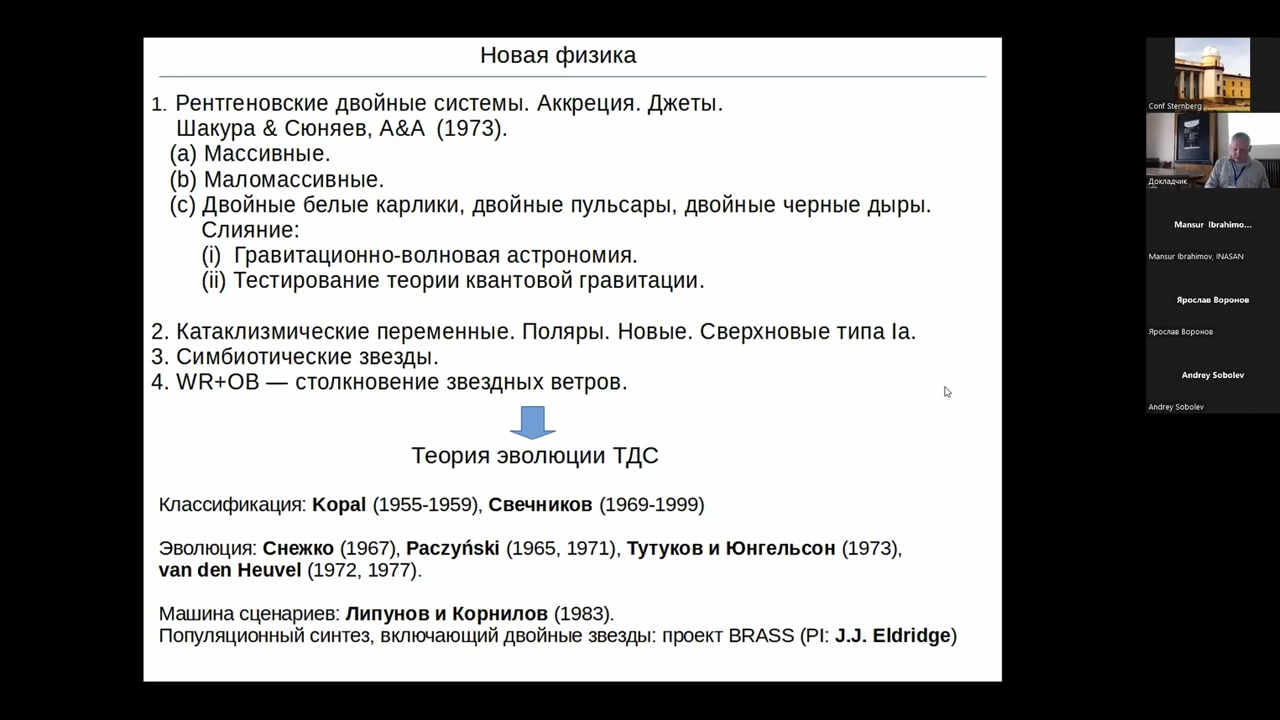 Новая физика
1. Рентгеновские двойные системы. Аккреция. Джеты.
Шакура & Сюняев, A&A (1973).
(a) Массивные.
(b) Маломассивные.
(c) Двойные белые карлики, двойные пульсары, двойные черные дыры.
Слияние:
(i) Гравитационно-волновая астрономия.
(ii) Тестирование теории квантовой гравитации.
2. Катаклизмические переменные. Поляры. Новые. Сверхновые типа Ia.
3. Симбиотические звезды.
4. WR+OB — столкновение звездных ветров.
Теория эволюции ТДС
Классификация: Kopal (1955-1959), Свечников (1969-1999)
Эволюция: Снежко (1967), Paczyński (1965, 1971), Тутуков и Юнгельсон (1973),
van den Heuvel (1972, 1977).
Машина сценариев: Липунов и Корнилов (1983).
Популяционный синтез, включающий двойные звезды: проект BRASS (PI: J.J. Eldridge)
Conf Sternberg
Докладчик
Mansur Ibrahimo...
Mansur Ibrahimov, INASAN
Ярослав Воронов
Ярослав Воронов
Andrey Sobolev
Andrey Sobolev